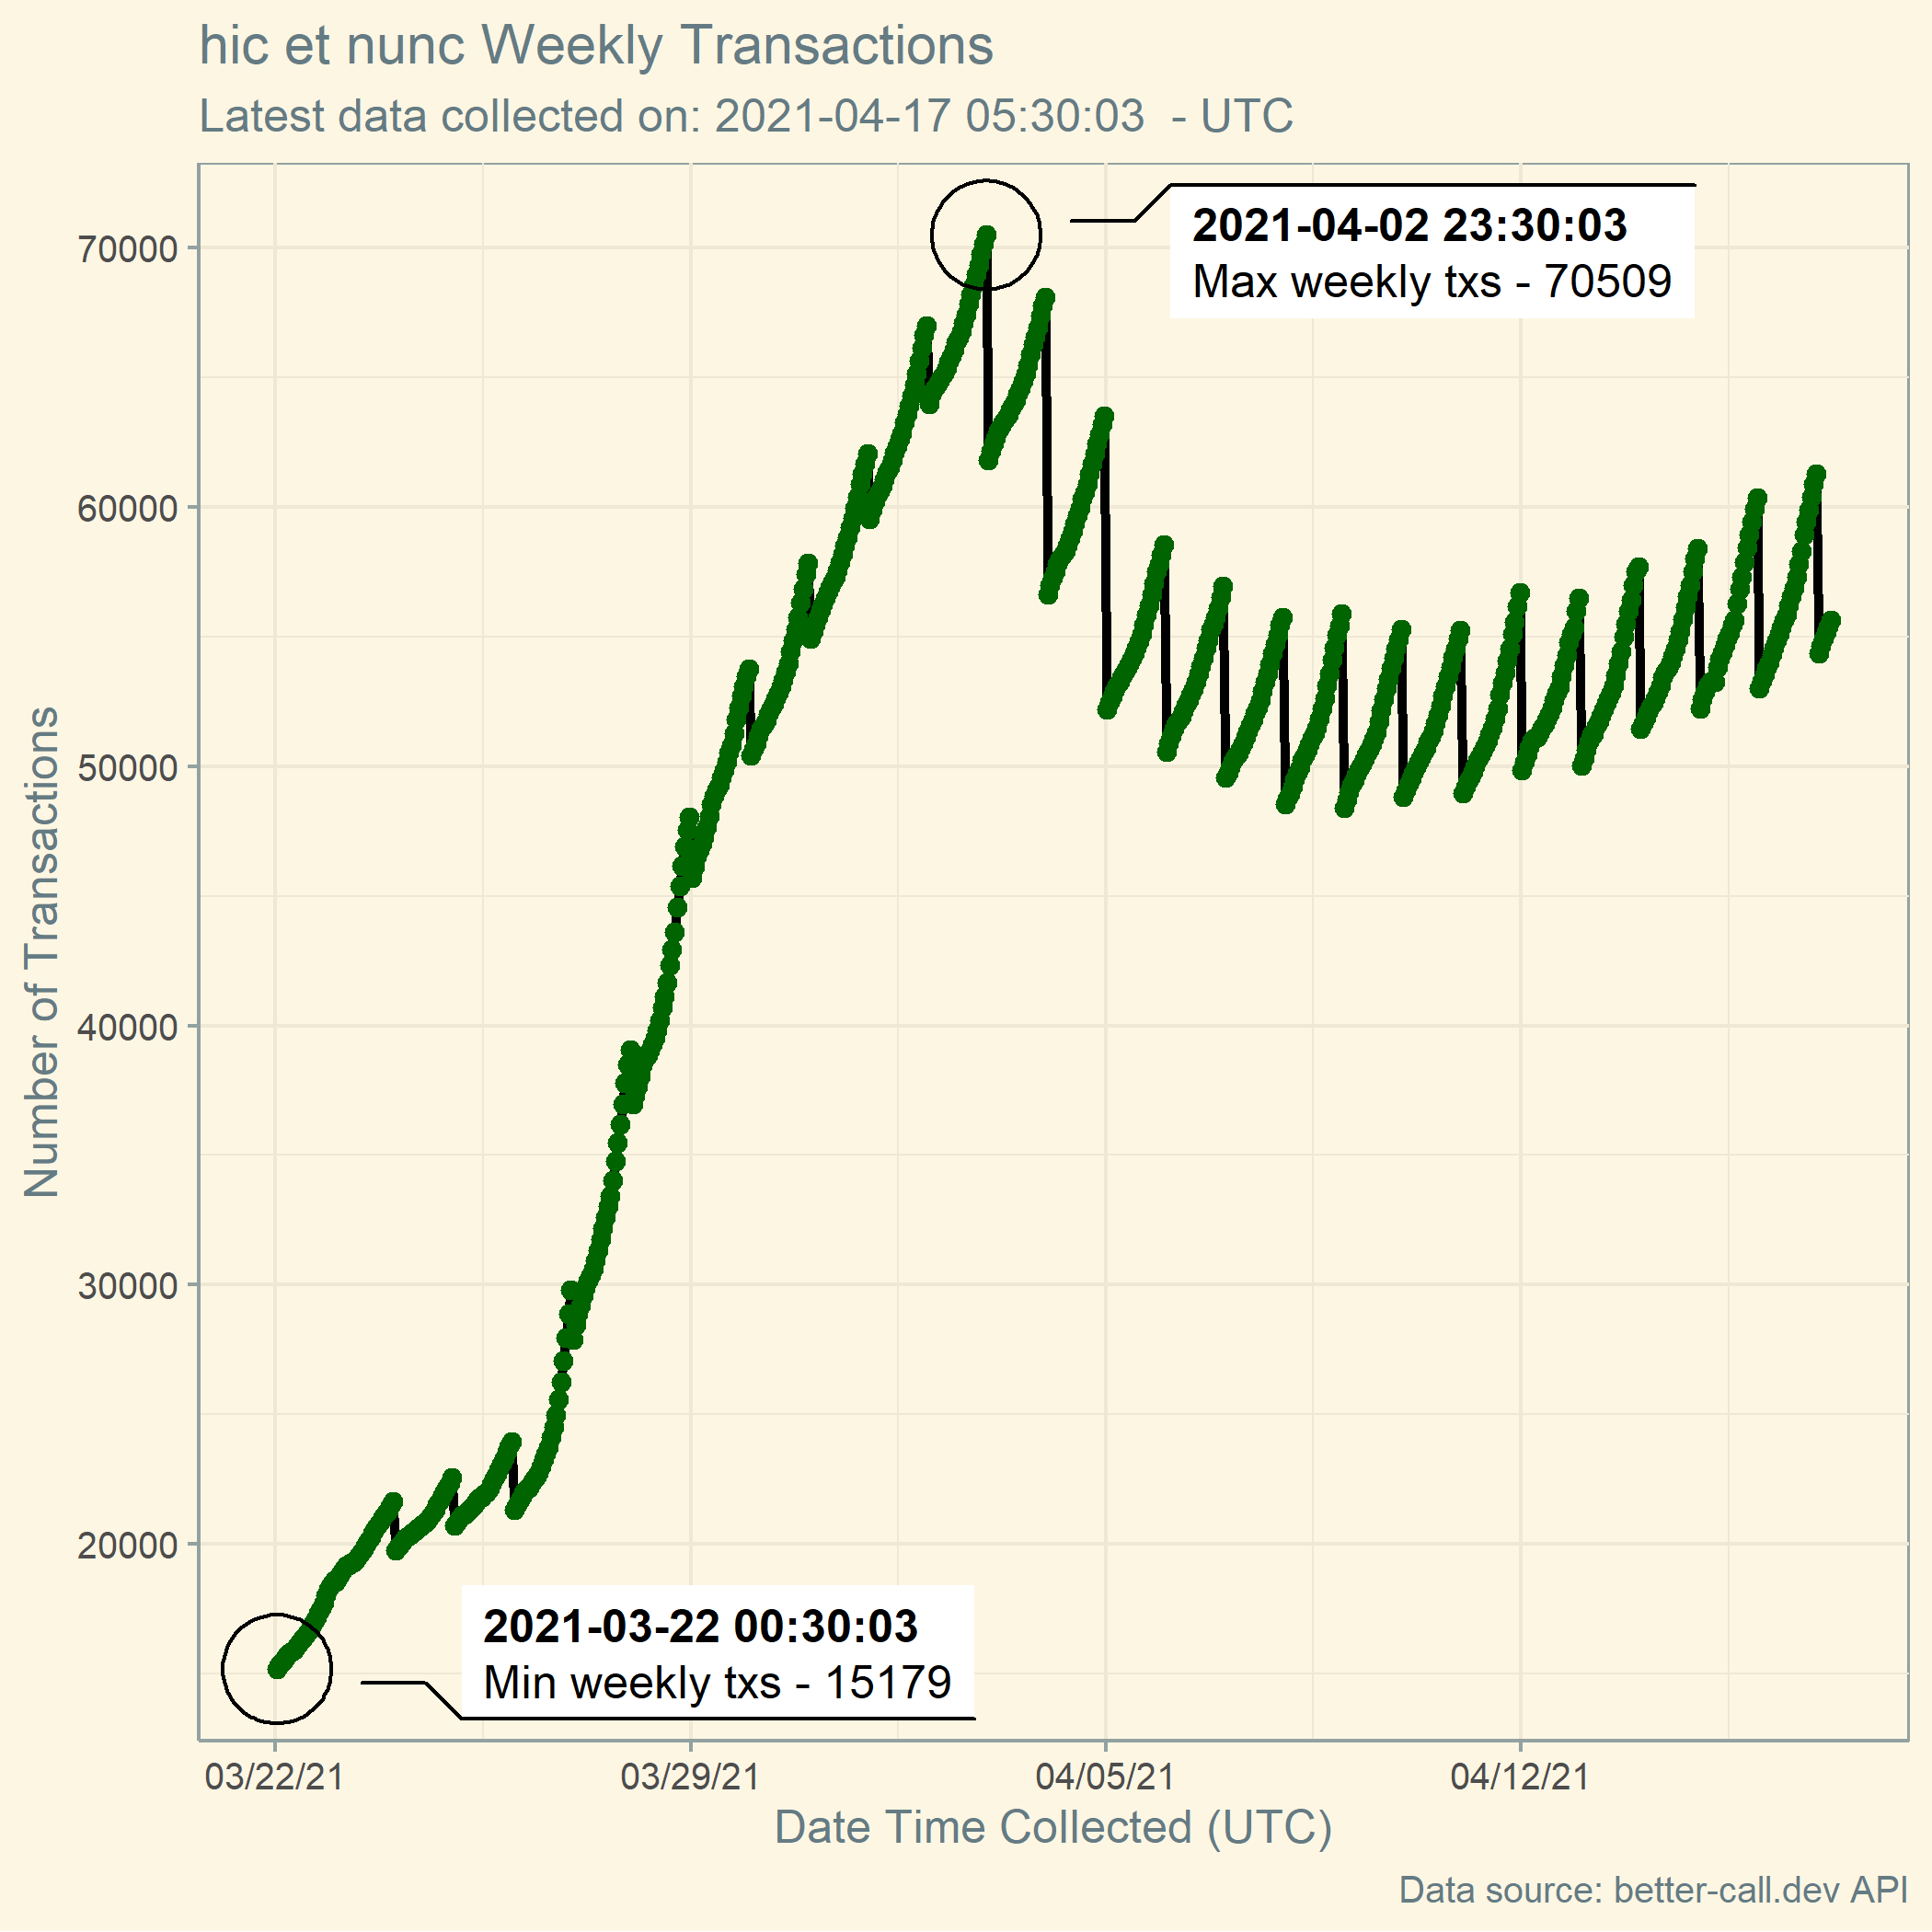 hic et nunc Weekly Transactions
Latest data collected on: 2021-04-17 05:30:03  - UTC
Number of Transactions
70000
60000
50000
40000
30000
20000
2021-04-02 23:30:03
Max weekly txs - 70509
2021-03-22 00:30:03
Min weekly txs - 15179
03/22/21 03/29/21 04/05/21 04/12/21
Date Time Collected (UTC)
Data source: better-call.dev API